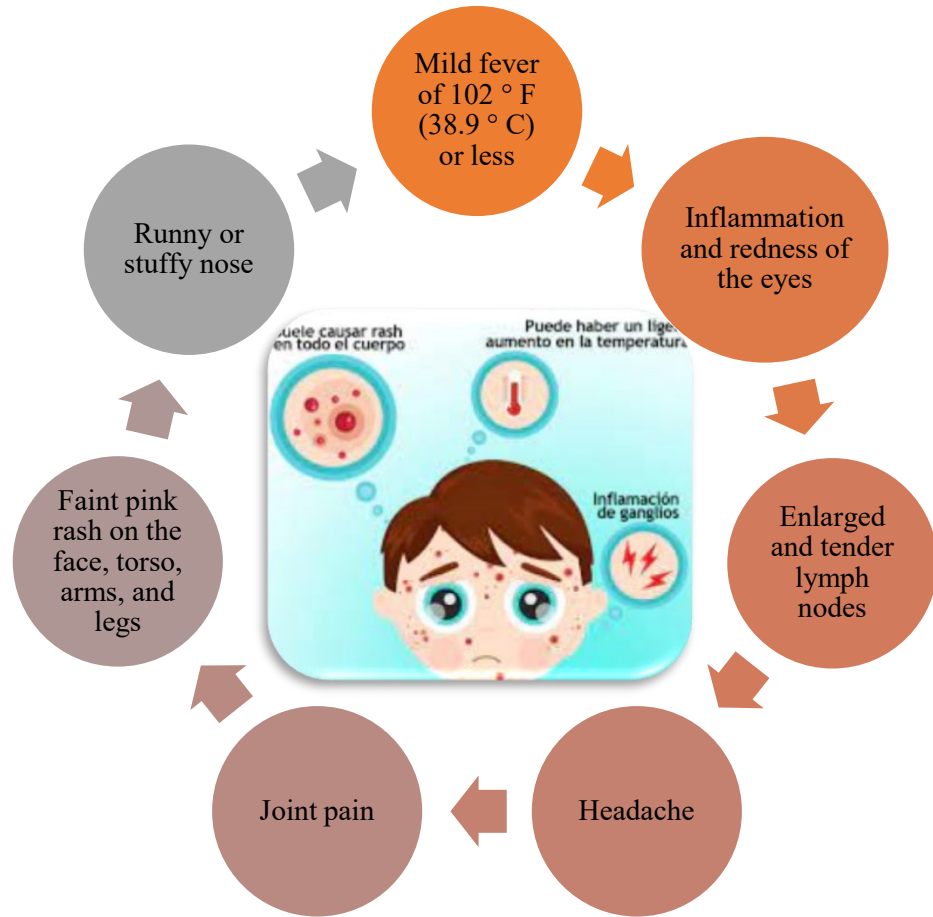 Mild fever
of 102 ° F
(38.9 ° C)
or less
Inflammation
and redness of
the eyes
Enlarged
and tender
lymph
nodes
Headache
Joint pain
Faint pink
rash on the
face, torso,
arms, and
legs
Runny or
stuffy nose
causar rash
en todo el cuerpo
Puede haber un
aumento en la
Inflamación
de ganglios